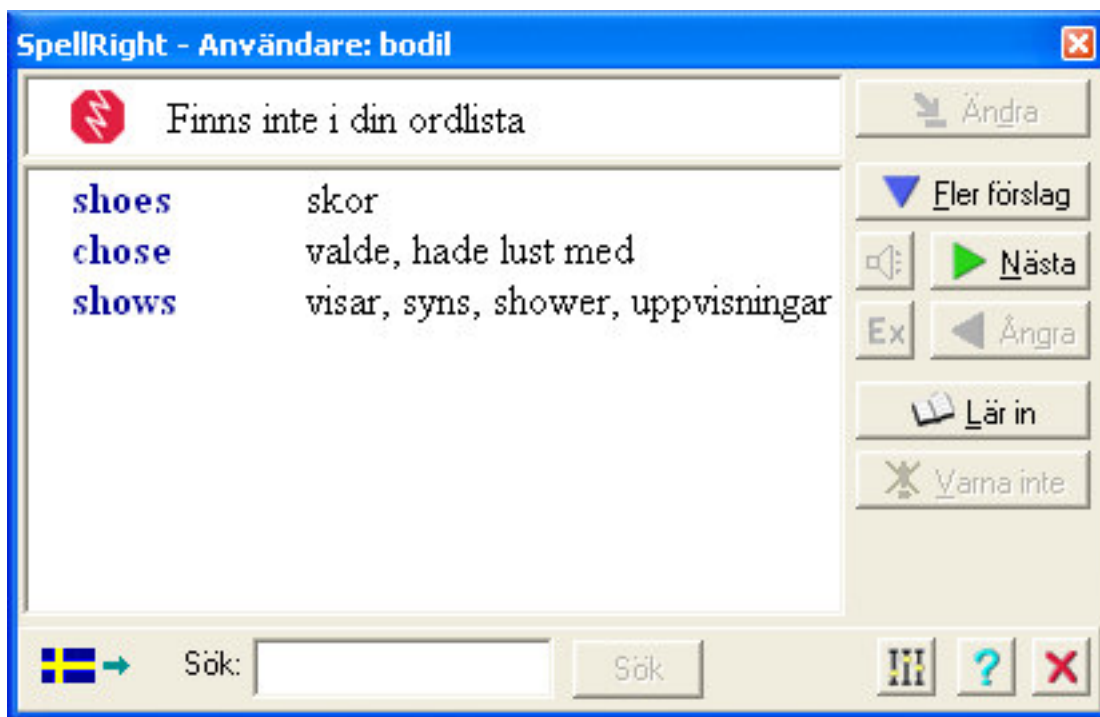 SpellRight - Användare: bodil
Finns inte i din ordlista
shoes skor
chose valde, hade lust med
shows visar, syns, shower, uppvisningar
Ändra
Fler förslag
Nästa
Ex Ångra
Lär in
Varna inte
Sök: Sök
?